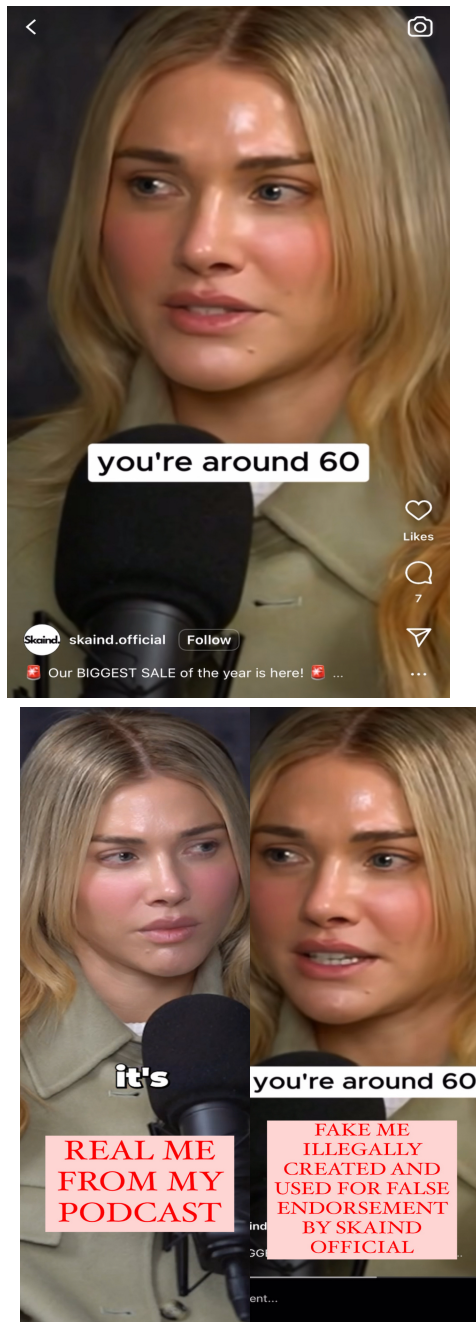 you're around 60
Likes
7
Skaind.
skaind.official Follow
🚨 Our BIGGEST SALE of the year is here! 🚨 ...
it's
REAL ME
FROM MY
PODCAST
you're around 60
FAKE ME
ILLEGALLY
CREATED AND
USED FOR FALSE
ENDORSEMENT
BY SKAIND
OFFICIAL
ent...